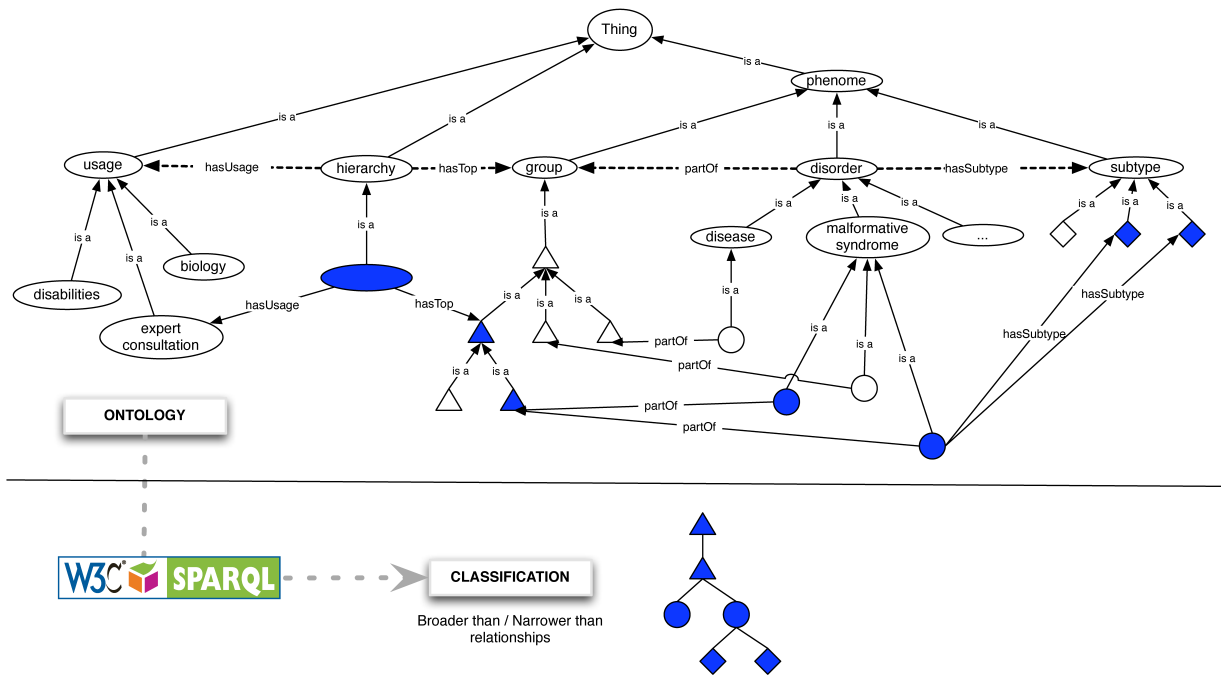 Thing
is a
phenome
is a
is a
is a
is a
is a
usage
hasUsage
hierarchy
hasTop
group
partOf
disorder
hasSubtype
subtype
is a
is a
is a
is a
is a
is a
is a
is a
is a
is a
is a
disease
malformative
syndrome
...
biology
disabilities
is a
hasUsage
hasTop
is a
is a
is a
is a
hasSubtype
expert
consultation
is a
hasSubtype
partOf
is a
is a
partOf
is a
is a
partOf
partOf
ONTOLOGY
W3C SPARQL
CLASSIFICATION
Broader than / Narrower than
relationships